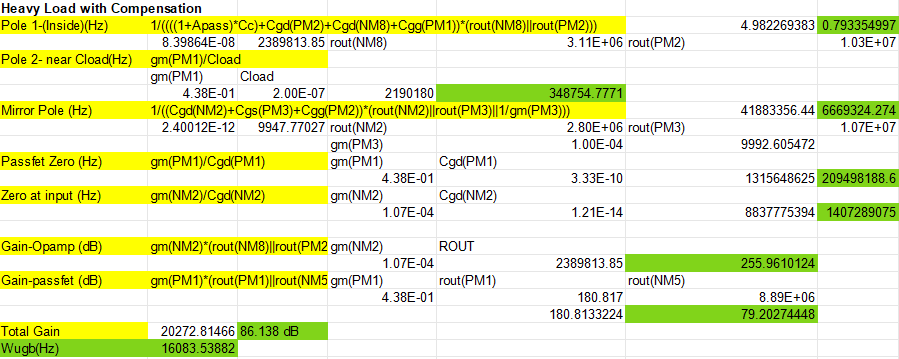 Heavy Load with Compensation
Pole 1-(Inside)(Hz) 1/((((1+Apass)*Cc)+Cgd(PM2)+Cgd(NM8)+Cgg(PM1))*(rout(NM8)||rout(PM2))) 4.982269383 0.793354997
8.39864E-08 2389813.85 rout(NM8) 3.11E+06 rout(PM2) 1.03E+07
Pole 2- near Cload(Hz) gm(PM1)/Cload
gm(PM1) Cload
4.38E-01 2.00E-07 2190180 348754.7771
Mirror Pole (Hz) 1/((Cgd(NM2)+Cgs(PM3)+Cgg(PM2))*(rout(NM2)||rout(PM3)||1/gm(PM3))) 41883356.44 6669324.274
2.40012E-12 9947.77027 rout(NM2) 2.80E+06 rout(PM3) 1.07E+07
gm(PM3) 1.00E-04 9992.605472
Passfet Zero (Hz) gm(PM1)/Cgd(PM1) gm(PM1) Cgd(PM1)
4.38E-01 3.33E-10 1315648625 209498188.6
Zero at input (Hz) gm(NM2)/Cgd(NM2) gm(NM2) Cgd(NM2)
1.07E-04 1.21E-14 8837775394 1407289075
Gain-Opamp (dB) gm(NM2)*(rout(NM8)||rout(PM2 gm(NM2) ROUT
1.07E-04 2389813.85 255.9610124
Gain-passfet (dB) gm(PM1)*(rout(PM1)||rout(NM5 gm(PM1) rout(PM1) rout(NM5)
4.38E-01 180.817 8.89E+06
180.8133224 79.20274448
Total Gain 20272.81466 86.138 dB
Wugb(Hz) 16083.53882